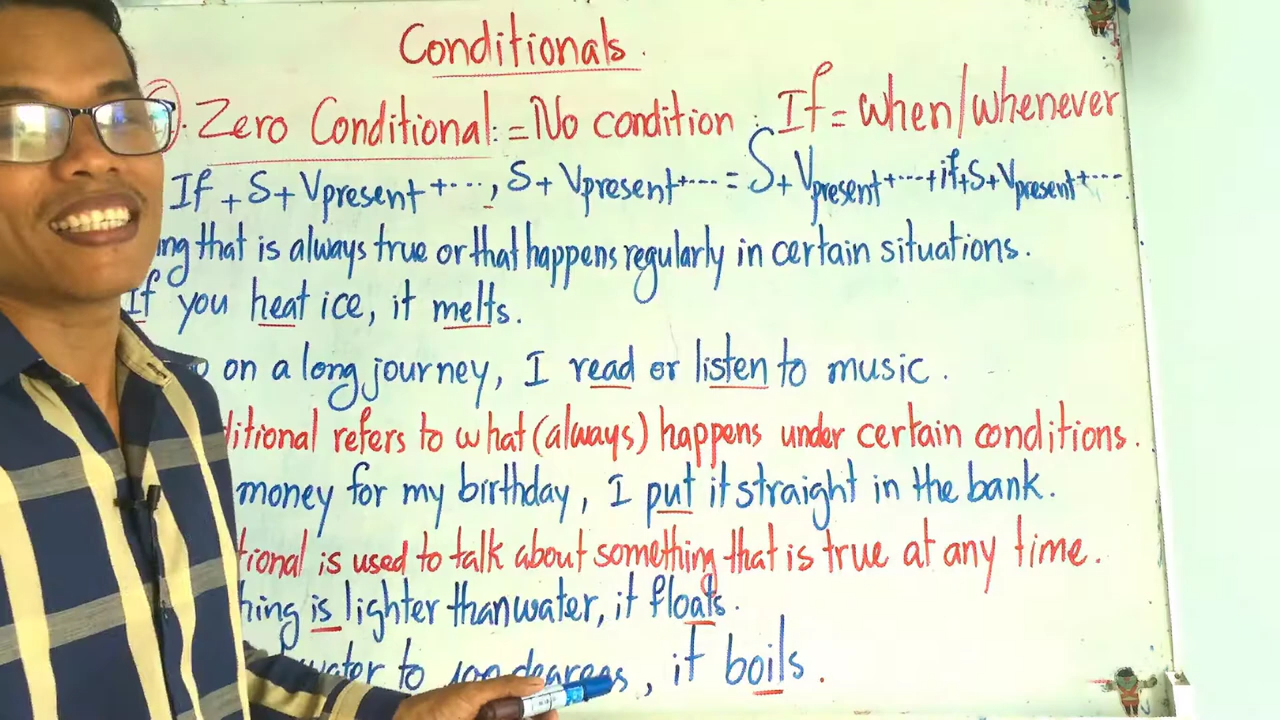 Conditionals.
Zero Conditional: = No condition. If = when/whenever
If + S + Vpresent + ...., S + Vpresent + .... = S + Vpresent + .... + if + S + Vpresent + ....
that is always true or that happens regularly in certain situations.
If you heat ice, it melts.
on a long journey, I read or listen to music.
refers to what (always) happens under certain conditions.
money for my birthday, I put it straight in the bank.
is used to talk about something that is true at any time.
is lighter than water, it floats.
water to 100 degrees, it boils.